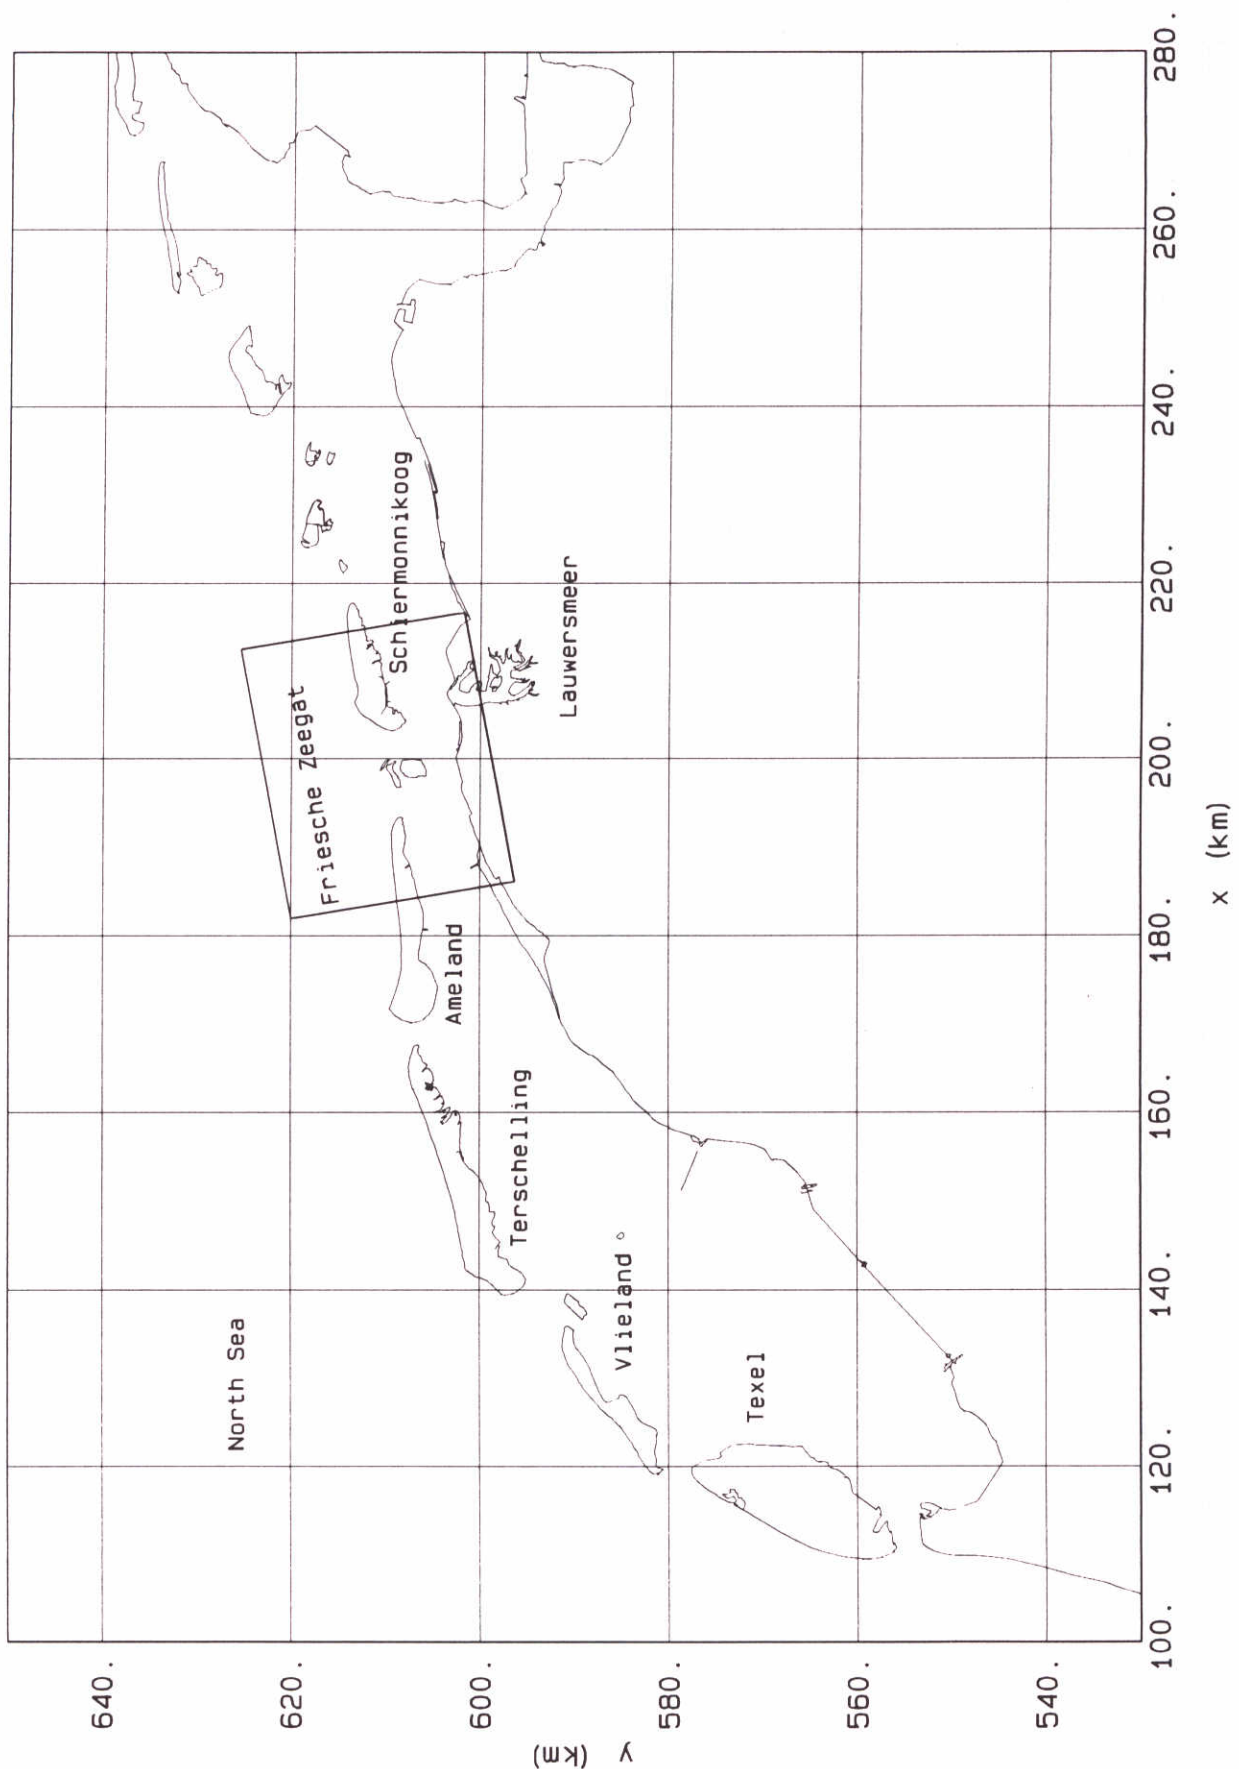 640.
620.
600.
580.
560.
540.
y (km)
100.
120.
140.
160.
180.
200.
220.
240.
260.
280.
x (km)
North Sea
Friesche Zeegat
Schiermonnikoog
Lauwersmeer
Ameland
Terschelling
Vlieland
Texel